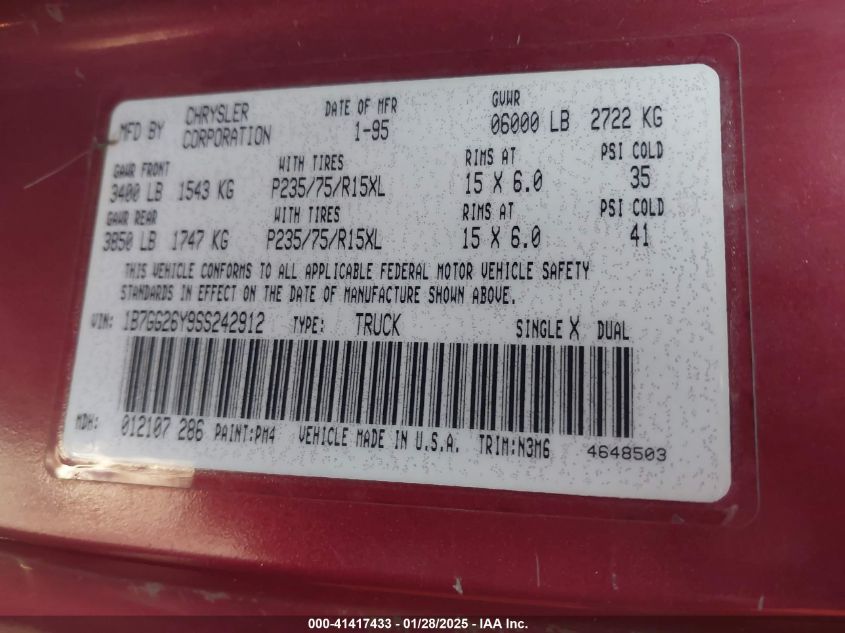 MFD BY CHRYSLER CORPORATION DATE OF MFR 1-95 GVWR 06000 LB 2722 KG
GAWR FRONT WITH TIRES RIMS AT PSI COLD
3400 LB 1543 KG P235/75/R15XL 15 X 6.0 35
GAWR REAR WITH TIRES RIMS AT PSI COLD
3850 LB 1747 KG P235/75/R15XL 15 X 6.0 41
THIS VEHICLE CONFORMS TO ALL APPLICABLE FEDERAL MOTOR VEHICLE SAFETY
STANDARDS IN EFFECT ON THE DATE OF MANUFACTURE SHOWN ABOVE.
VIN: 1B7GG26Y9SS242912 TYPE: TRUCK SINGLE X DUAL
MDH: 012107 286 PAINT:PM4 VEHICLE MADE IN U.S.A. TRIM:N3M6 4648503
000-41417433 - 01/28/2025 - IAA Inc.